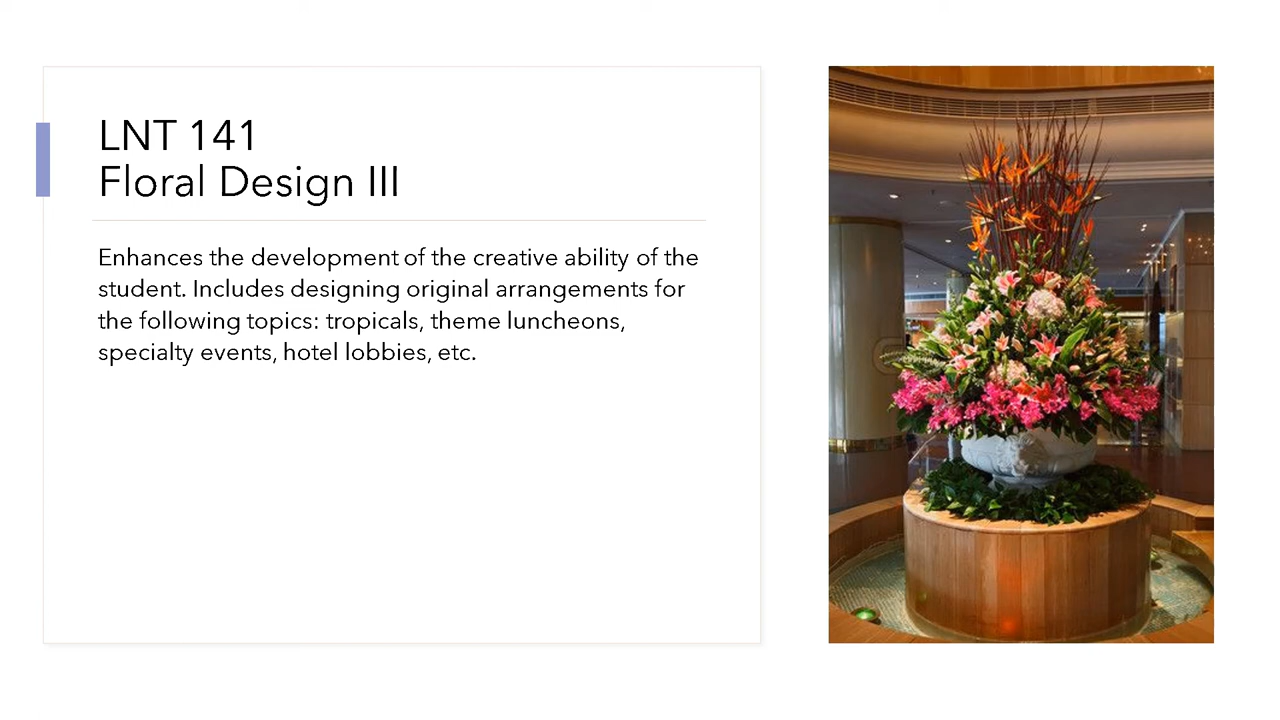 LNT 141
Floral Design III
Enhances the development of the creative ability of the
student. Includes designing original arrangements for
the following topics: tropicals, theme luncheons,
specialty events, hotel lobbies, etc.